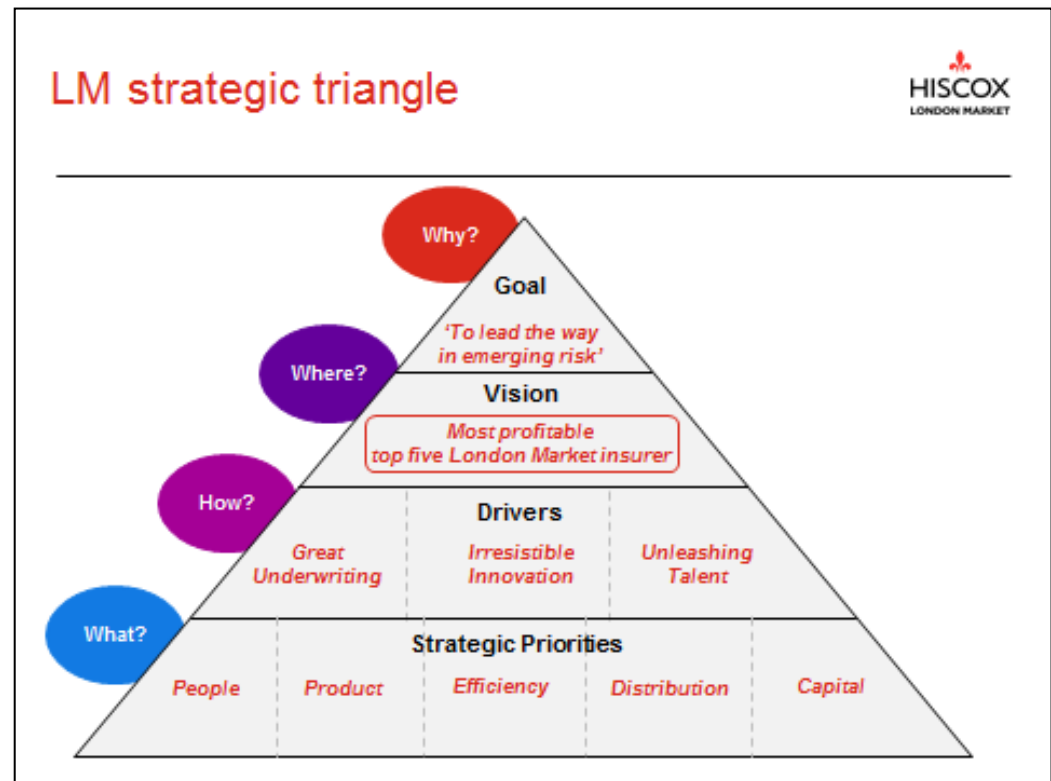 LM strategic triangle
HISCOX
LONDON MARKET
Why?
Goal
‘To lead the way
in emerging risk’
Where?
Vision
Most profitable
top five London Market insurer
How?
Drivers
Great
Underwriting
Irresistible
Innovation
Unleashing
Talent
What?
Strategic Priorities
People
Product
Efficiency
Distribution
Capital